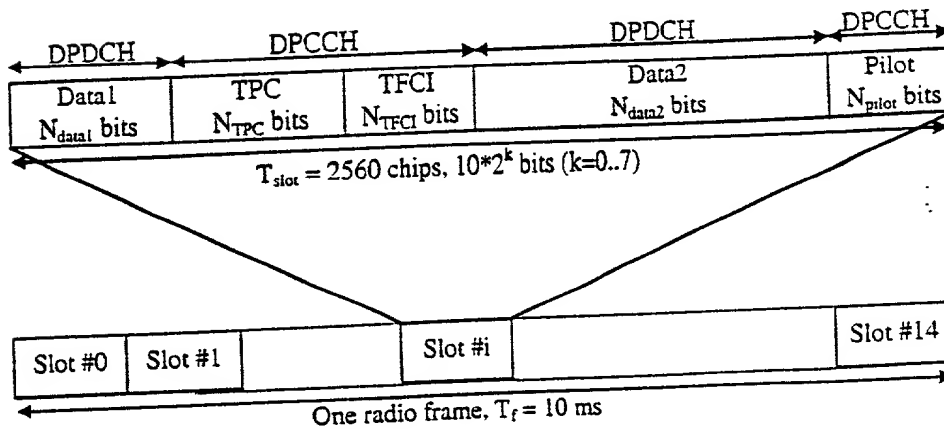 DPDCH DPCCH DPDCH DPCCH
Data1 TPC TFCI Data2 Pilot
N_data1 bits N_TPC bits N_TFCI bits N_data2 bits N_pilot bits
T_slot = 2560 chips, 10*2^k bits (k=0..7)
Slot #0 Slot #1 Slot #i Slot #14
One radio frame, T_f = 10 ms